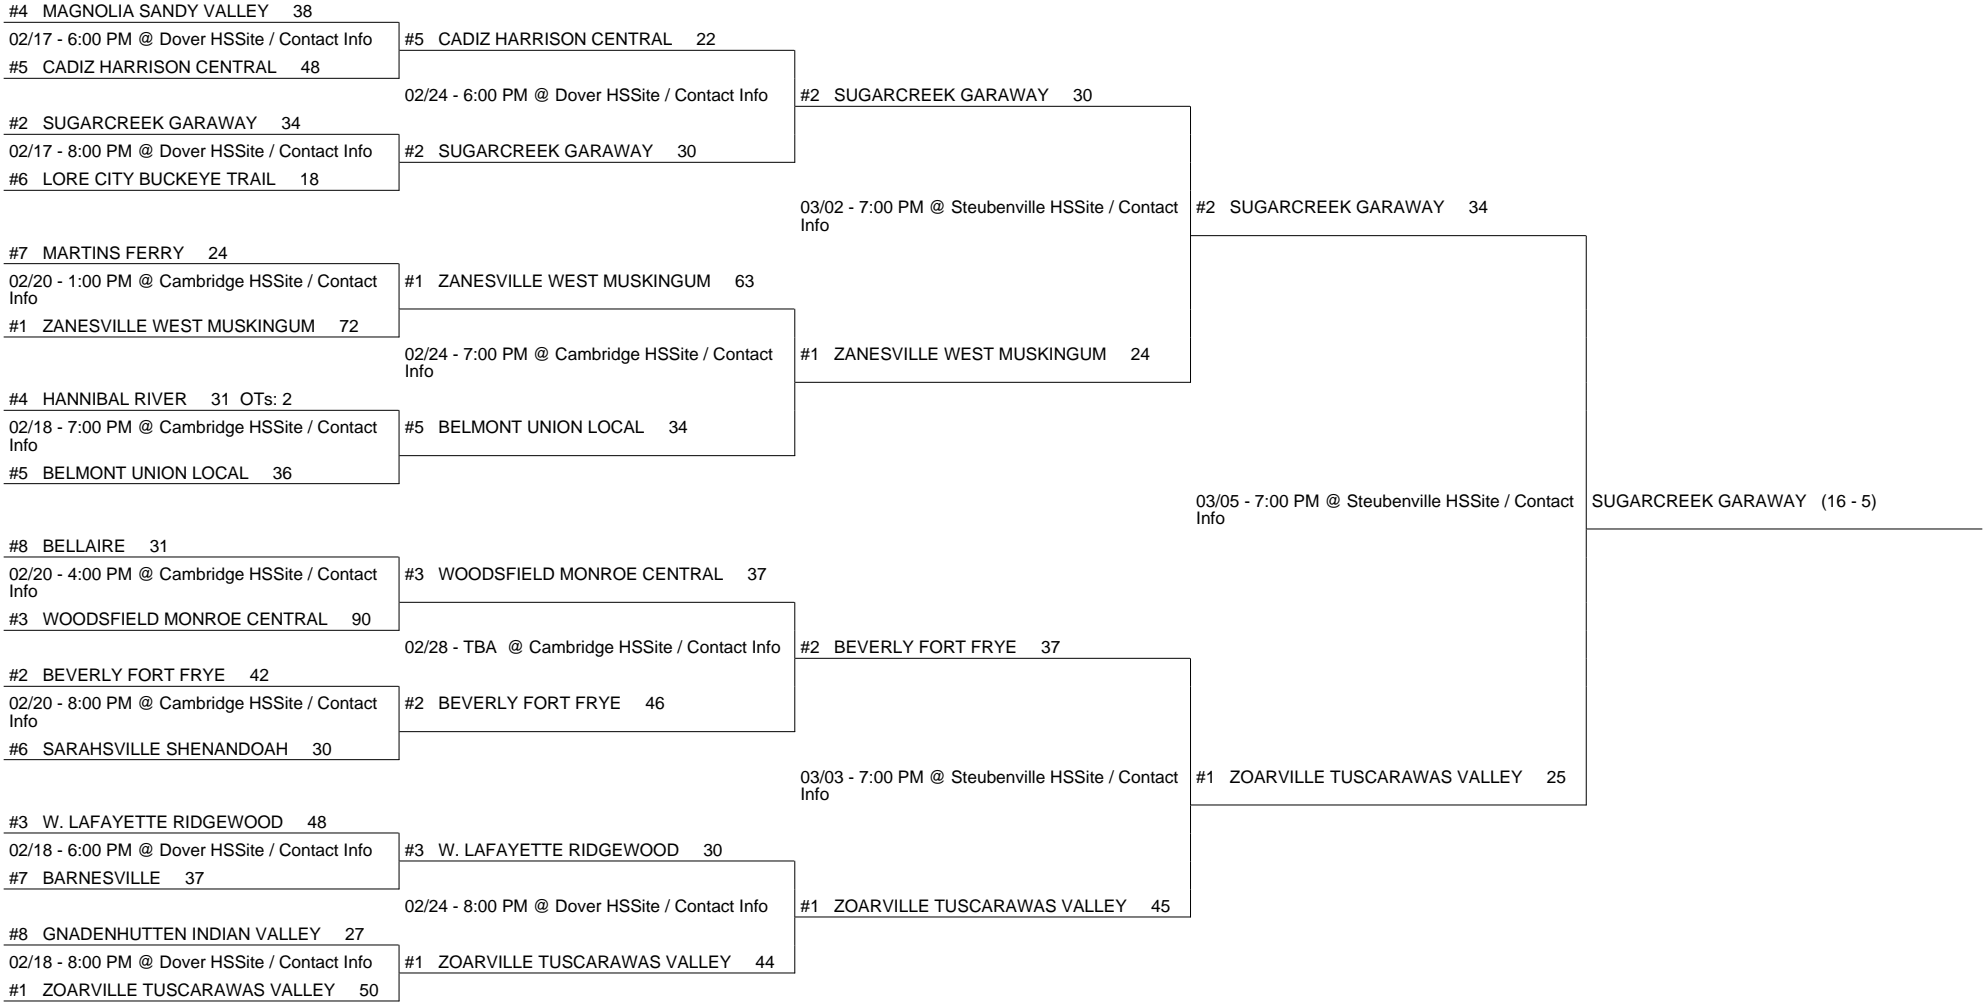 #4 MAGNOLIA SANDY VALLEY 38
02/17 - 6:00 PM @ Dover HSSite / Contact Info
#5 CADIZ HARRISON CENTRAL 48
#2 SUGARCREEK GARAWAY 34
02/17 - 8:00 PM @ Dover HSSite / Contact Info
#6 LORE CITY BUCKEYE TRAIL 18
#7 MARTINS FERRY 24
02/20 - 1:00 PM @ Cambridge HSSite / Contact
Info
#1 ZANESVILLE WEST MUSKINGUM 72
#4 HANNIBAL RIVER 31 OTs: 2
02/18 - 7:00 PM @ Cambridge HSSite / Contact
Info
#5 BELMONT UNION LOCAL 36
#8 BELLAIRE 31
02/20 - 4:00 PM @ Cambridge HSSite / Contact
Info
#3 WOODSFIELD MONROE CENTRAL 90
#2 BEVERLY FORT FRYE 42
02/20 - 8:00 PM @ Cambridge HSSite / Contact
Info
#6 SARAHSVILLE SHENANDOAH 30
#3 W. LAFAYETTE RIDGEWOOD 48
02/18 - 6:00 PM @ Dover HSSite / Contact Info
#7 BARNESVILLE 37
#8 GNADENHUTTEN INDIAN VALLEY 27
02/18 - 8:00 PM @ Dover HSSite / Contact Info
#1 ZOARVILLE TUSCARAWAS VALLEY 50
#5 CADIZ HARRISON CENTRAL 22
02/24 - 6:00 PM @ Dover HSSite / Contact Info
#2 SUGARCREEK GARAWAY 30
#1 ZANESVILLE WEST MUSKINGUM 63
02/24 - 7:00 PM @ Cambridge HSSite / Contact
Info
#5 BELMONT UNION LOCAL 34
#3 WOODSFIELD MONROE CENTRAL 37
02/28 - TBA @ Cambridge HSSite / Contact Info
#2 BEVERLY FORT FRYE 46
#3 W. LAFAYETTE RIDGEWOOD 30
02/24 - 8:00 PM @ Dover HSSite / Contact Info
#1 ZOARVILLE TUSCARAWAS VALLEY 44
#2 SUGARCREEK GARAWAY 30
03/02 - 7:00 PM @ Steubenville HSSite / Contact
Info
#1 ZANESVILLE WEST MUSKINGUM 24
#2 BEVERLY FORT FRYE 37
03/03 - 7:00 PM @ Steubenville HSSite / Contact
Info
#1 ZOARVILLE TUSCARAWAS VALLEY 45
#2 SUGARCREEK GARAWAY 34
03/05 - 7:00 PM @ Steubenville HSSite / Contact
Info
#1 ZOARVILLE TUSCARAWAS VALLEY 25
SUGARCREEK GARAWAY (16 - 5)